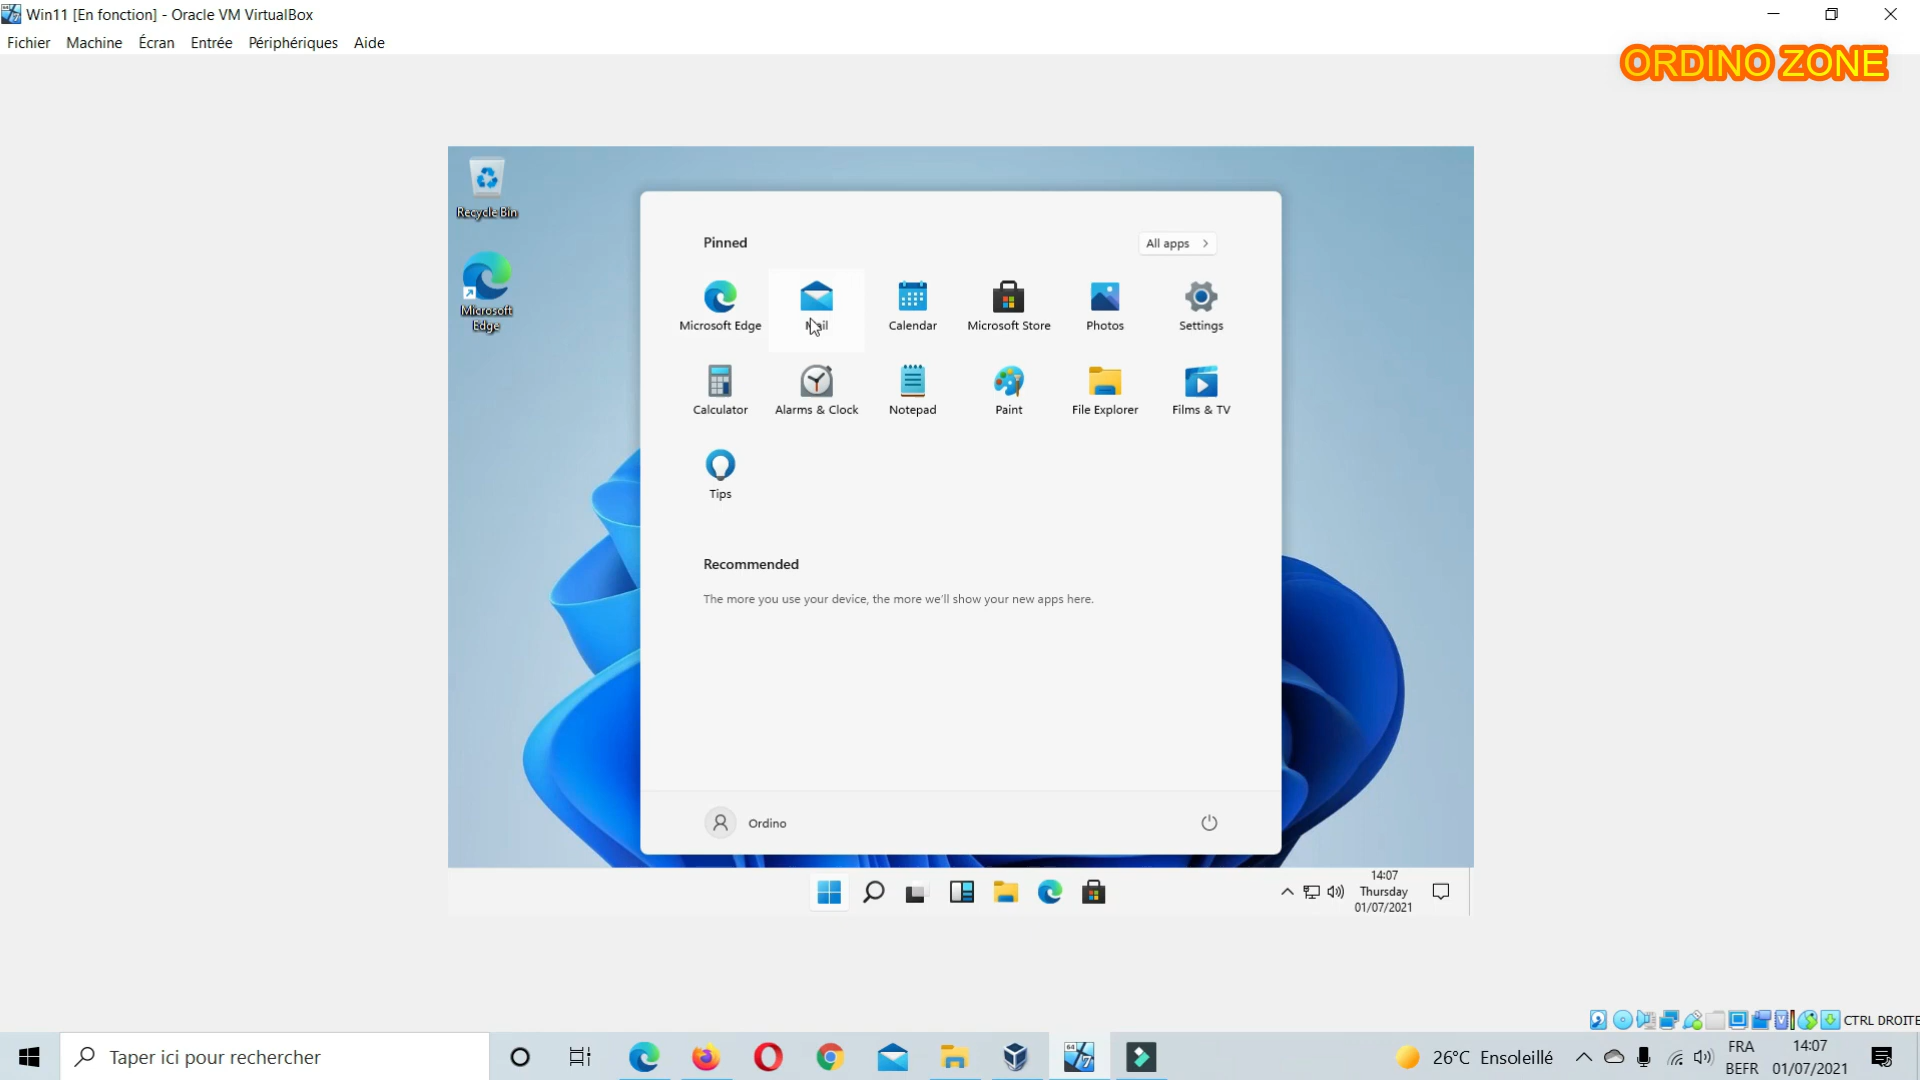 Win11 [En fonction] - Oracle VM VirtualBox
Fichier Machine Écran Entrée Périphériques Aide
ORDINO ZONE
Recycle Bin
Microsoft
Edge
Pinned
All apps
Microsoft Edge Mail Calendar Microsoft Store Photos Settings
Calculator Alarms & Clock Notepad Paint File Explorer Films & TV
Tips
Recommended
The more you use your device, the more we'll show your new apps here.
Ordino
14:07
Thursday
01/07/2021
CTRL DROITE
Taper ici pour rechercher
64
7
26°C Ensoleillé
FRA
BEFR
14:07
01/07/2021